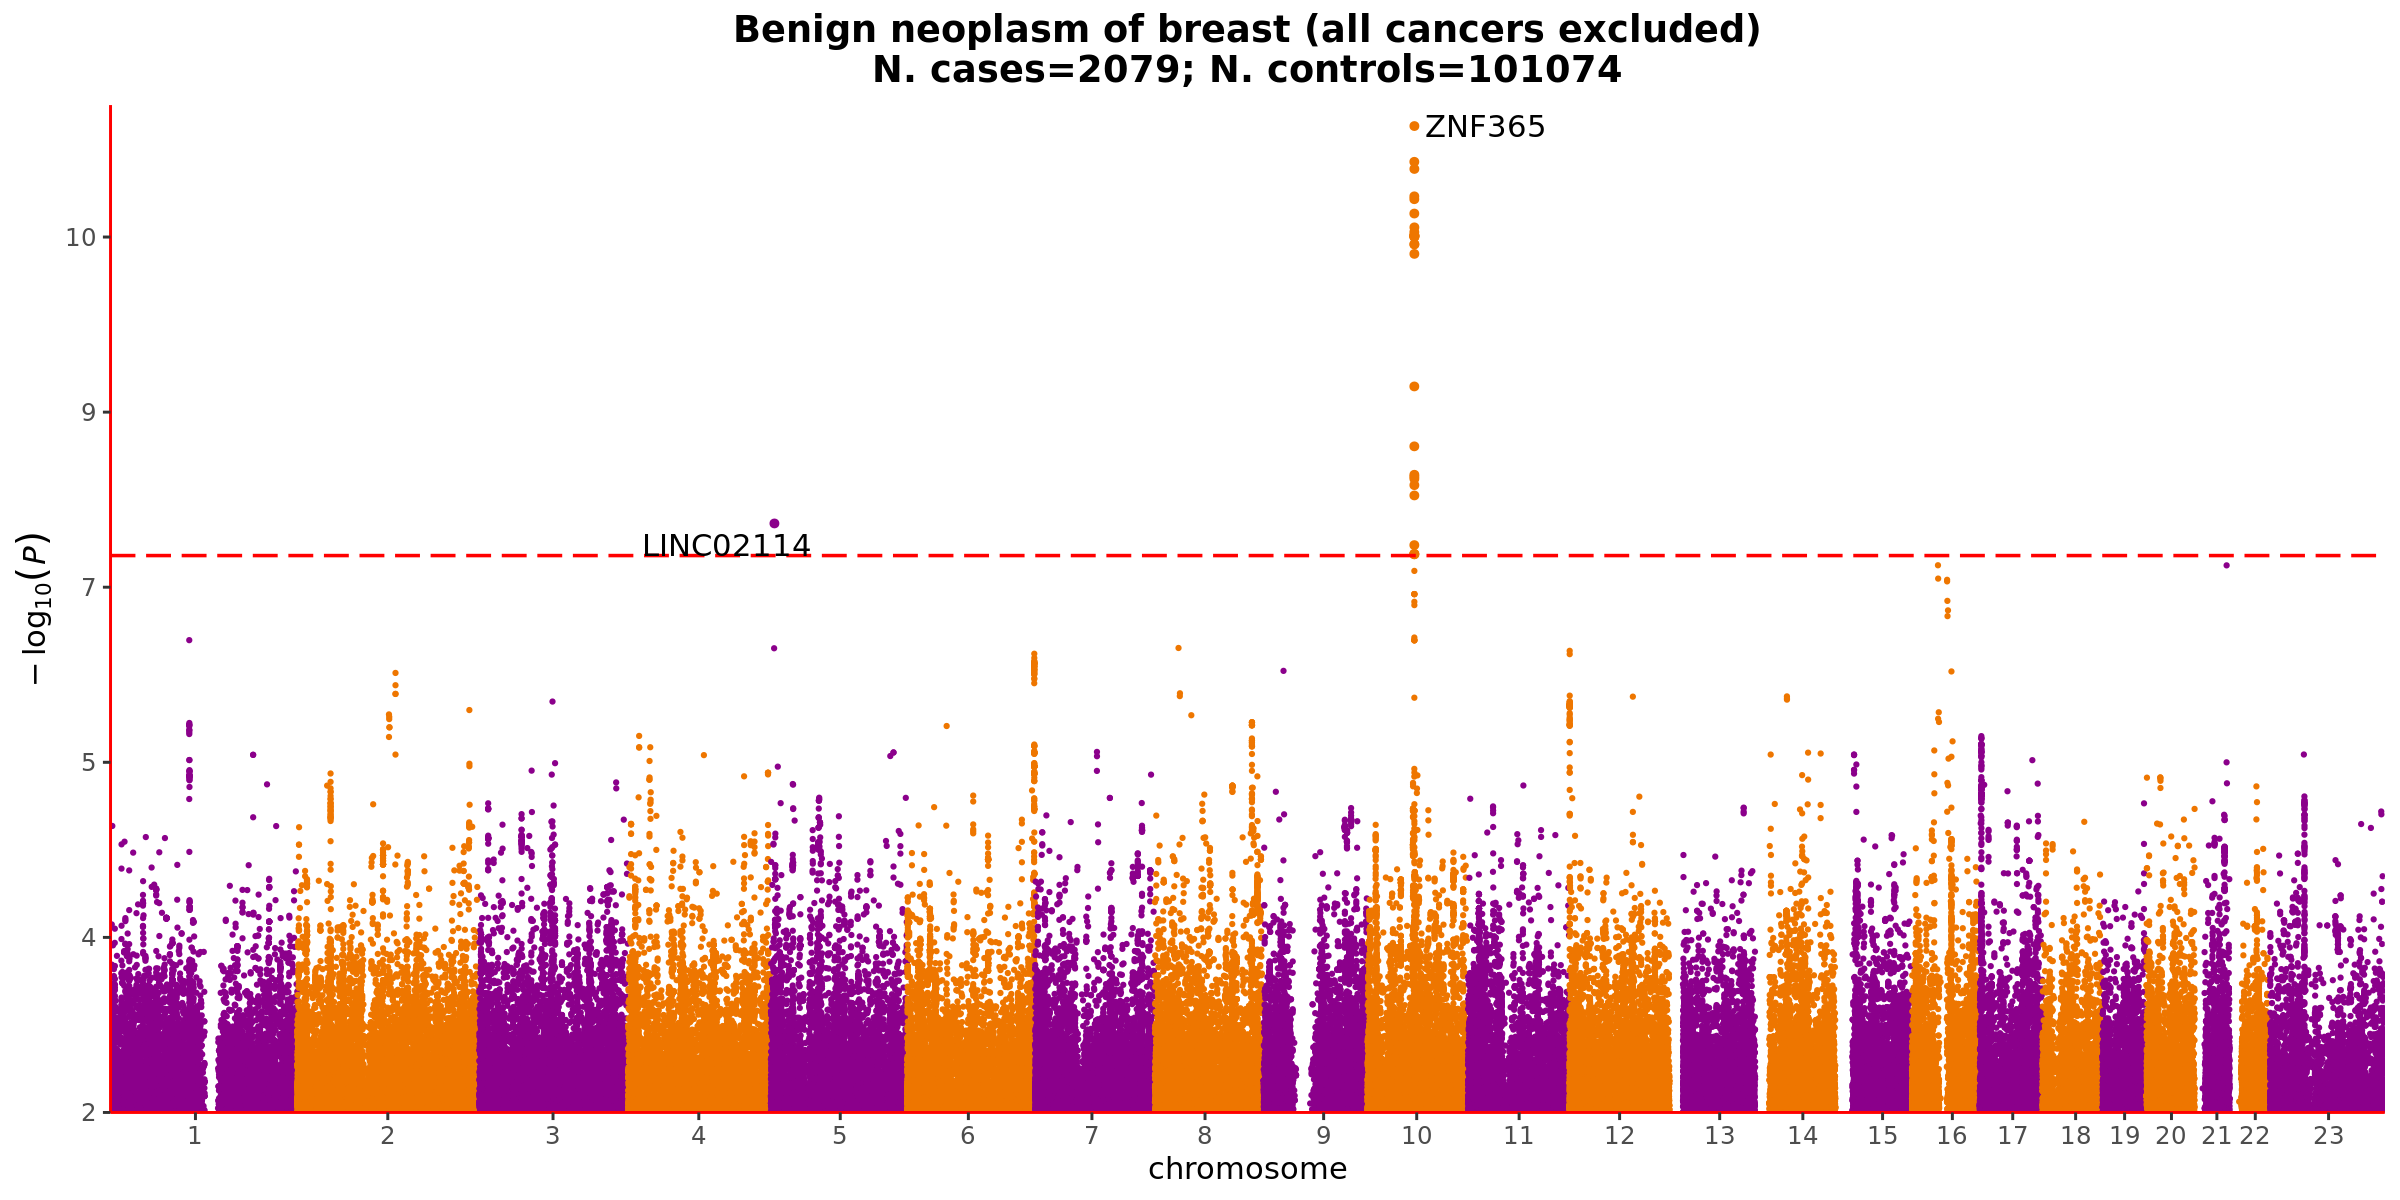 Benign neoplasm of breast (all cancers excluded)
N. cases=2079; N. controls=101074
ZNF365
10
9
LINC02114
7
5
4
2
−log10(P)
1 2 3 4 5 6 7 8 9 10 11 12 13 14 15 16 17 18 19 20 21 22 23
chromosome